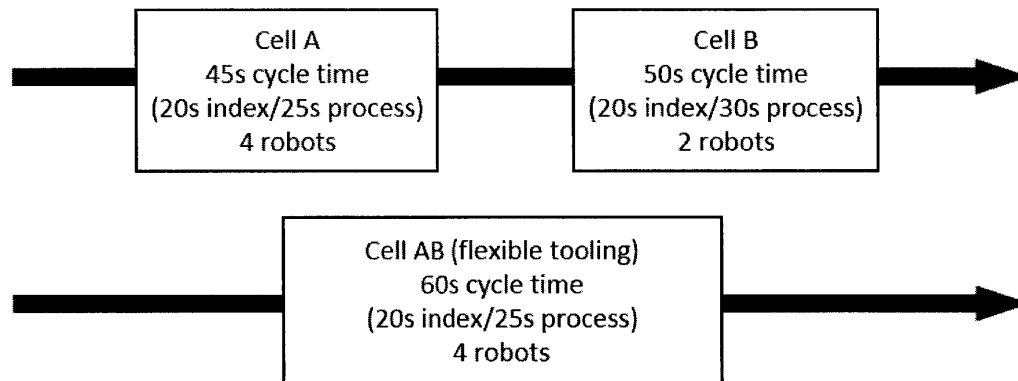 Cell A
45s cycle time
(20s index/25s process)
4 robots
Cell B
50s cycle time
(20s index/30s process)
2 robots
Cell AB (flexible tooling)
60s cycle time
(20s index/25s process)
4 robots